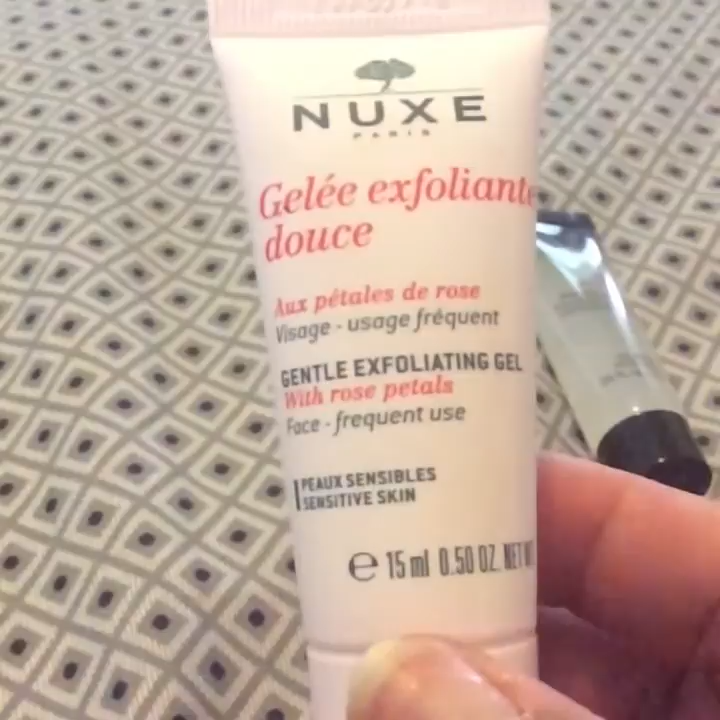 NUXE
PARIS
Gelée exfoliante
douce
Aux pétales de rose
Visage - usage fréquent
GENTLE EXFOLIATING GEL
With rose petals
Face - frequent use
PEAUX SENSIBLES
SENSITIVE SKIN
℮ 15 ml 0.50 OZ. NET